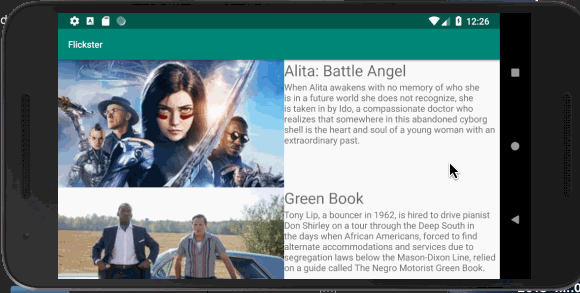 12:26
Flickster
Alita: Battle Angel
When Alita awakens with no memory of who she
is in a future world she does not recognize, she
is taken in by Ido, a compassionate doctor who
realizes that somewhere in this abandoned cyborg
shell is the heart and soul of a young woman with an
extraordinary past.
Green Book
Tony Lip, a bouncer in 1962, is hired to drive pianist
Don Shirley on a tour through the Deep South in
the days when African Americans, forced to find
alternate accommodations and services due to
segregation laws below the Mason-Dixon Line, relied
on a guide called The Negro Motorist Green Book.